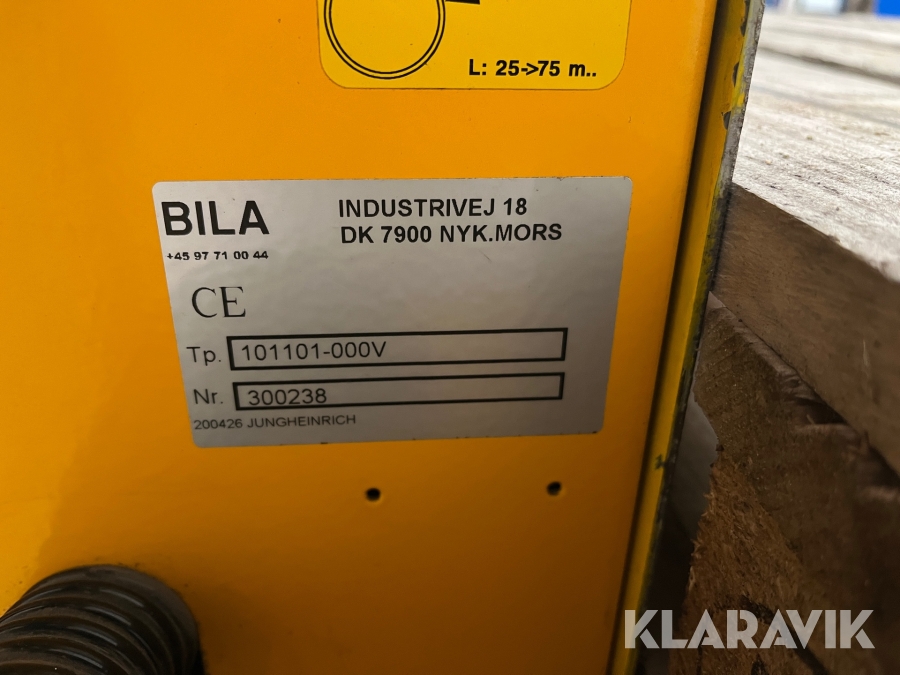 L: 25->75 m..
BILA
+45 97 71 00 44
INDUSTRIVEJ 18
DK 7900 NYK.MORS
CE
Tp. 101101-000V
Nr. 300238
200426 JUNGHEINRICH
KLARAVIK